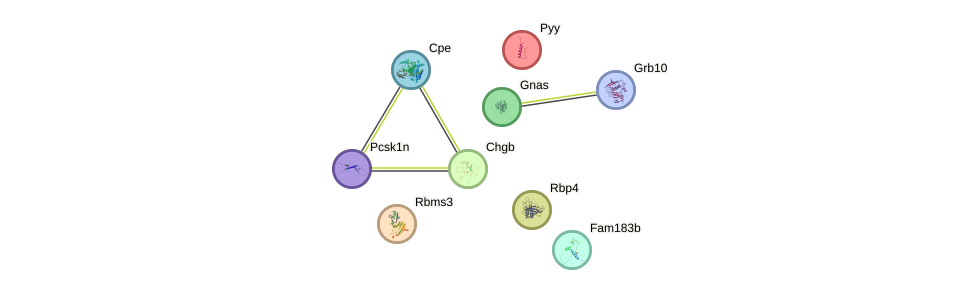 Pyy
Cpe
Grb10
Gnas
Pcsk1n
Chgb
Rbp4
Rbms3
Fam183b